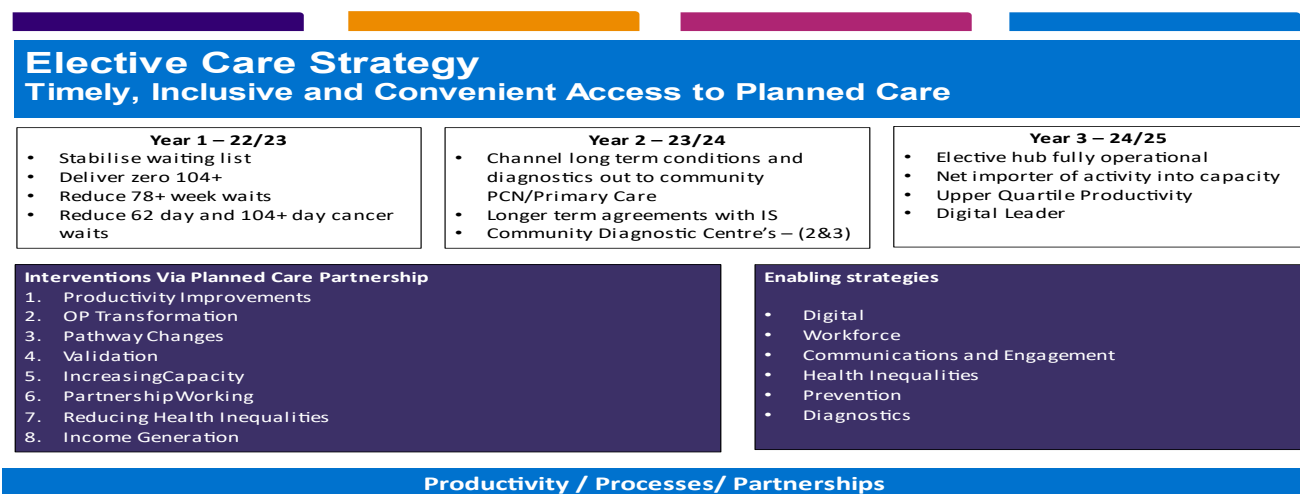 Elective Care Strategy
Timely, Inclusive and Convenient Access to Planned Care
Year 1 – 22/23
• Stabilise waiting list
• Deliver zero 104+
• Reduce 78+ week waits
• Reduce 62 day and 104+ day cancer
waits
Year 2 – 23/24
• Channel long term conditions and
diagnostics out to community
PCN/Primary Care
• Longer term agreements with IS
• Community Diagnostic Centre's – (2&3)
Year 3 – 24/25
• Elective hub fully operational
• Net importer of activity into capacity
• Upper Quartile Productivity
• Digital Leader
Interventions Via Planned Care Partnership
1. Productivity Improvements
2. OP Transformation
3. Pathway Changes
4. Validation
5. IncreasingCapacity
6. PartnershipWorking
7. Reducing Health Inequalities
8. Income Generation
Enabling strategies
• Digital
• Workforce
• Communications and Engagement
• Health Inequalities
• Prevention
• Diagnostics
Productivity / Processes/ Partnerships